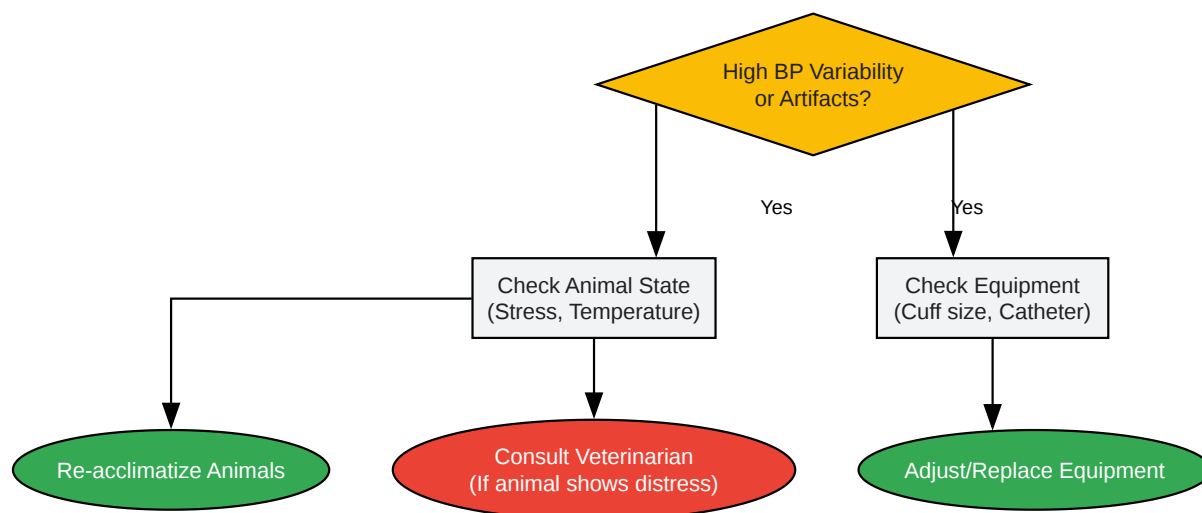 High BP Variability
or Artifacts?
Yes
Yes
Check Animal State
(Stress, Temperature)
Check Equipment
(Cuff size, Catheter)
Re-acclimatize Animals
Consult Veterinarian
(If animal shows distress)
Adjust/Replace Equipment